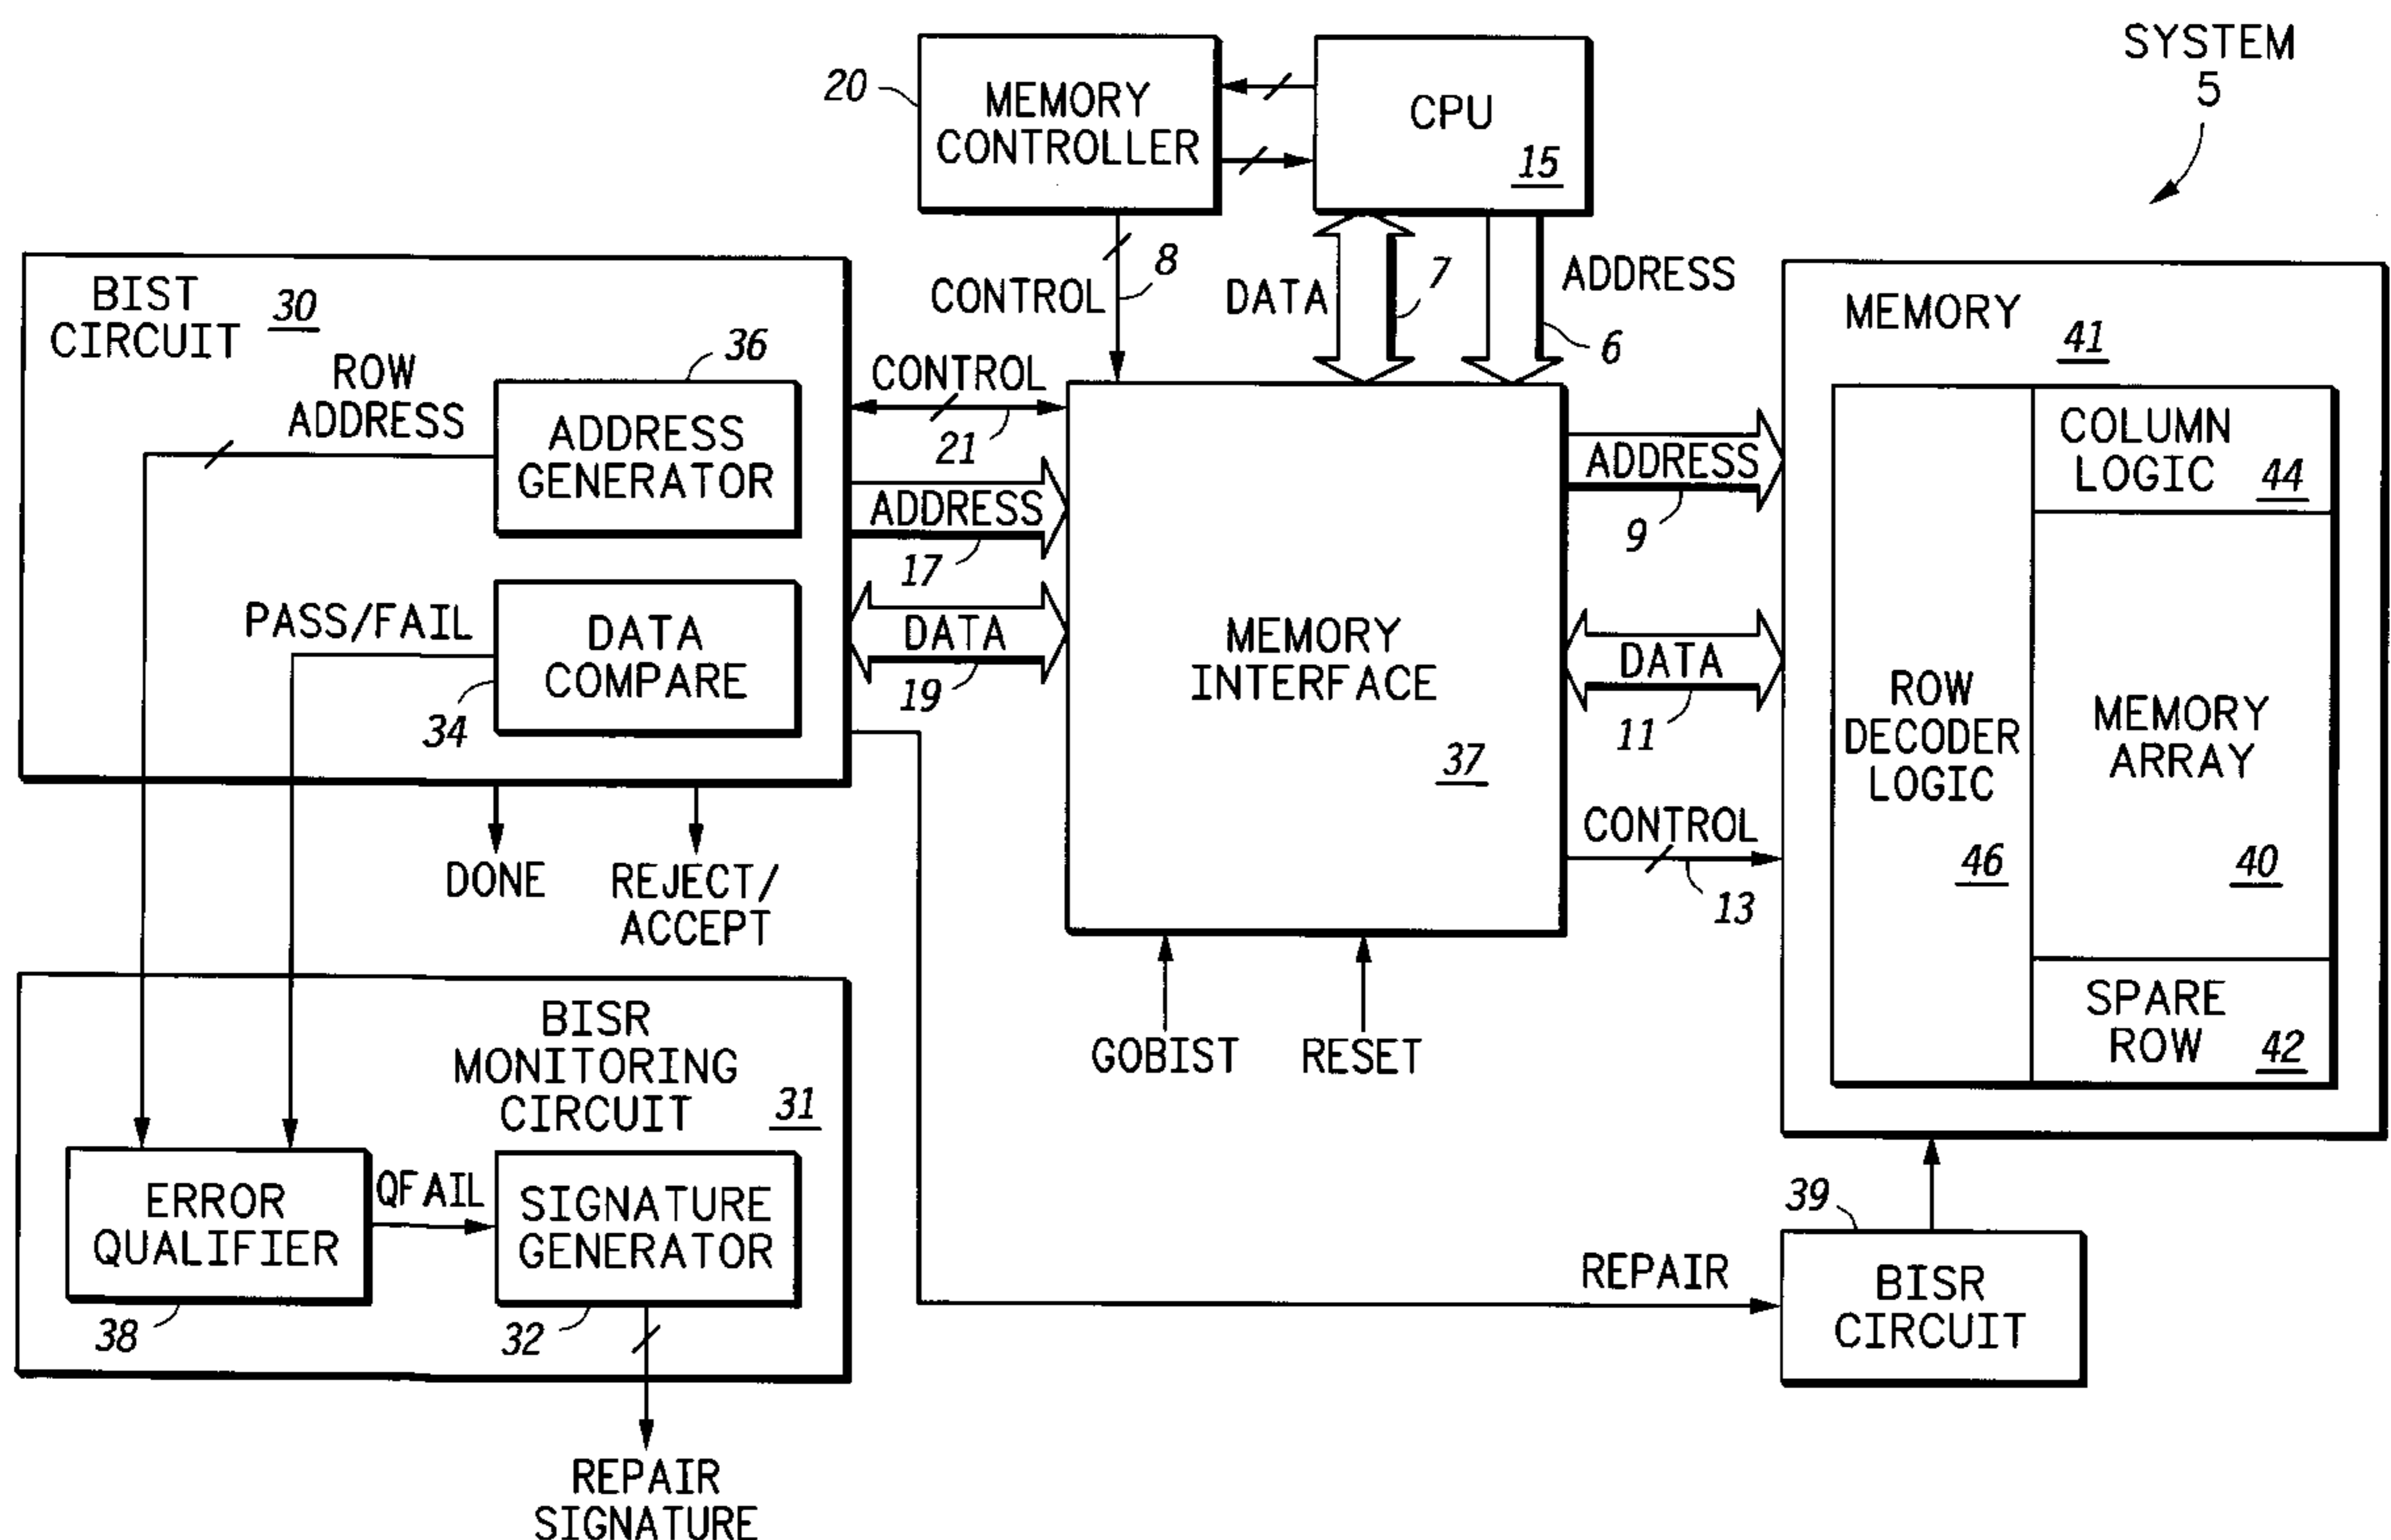 SYSTEM
5
20
MEMORY
CONTROLLER
CPU
15
8
CONTROL
DATA
7
ADDRESS
6
BIST
CIRCUIT
30
ROW
ADDRESS
36
ADDRESS
GENERATOR
CONTROL
21
ADDRESS
17
PASS/FAIL
DATA
COMPARE
34
DATA
19
DONE
REJECT/
ACCEPT
MEMORY
INTERFACE
37
GOBIST
RESET
ADDRESS
9
DATA
11
CONTROL
13
MEMORY
41
COLUMN
LOGIC
44
ROW
DECODER
LOGIC
46
MEMORY
ARRAY
40
SPARE
ROW
42
BISR
MONITORING
CIRCUIT
31
ERROR
QUALIFIER
38
QFAIL
SIGNATURE
GENERATOR
32
REPAIR
SIGNATURE
REPAIR
39
BISR
CIRCUIT